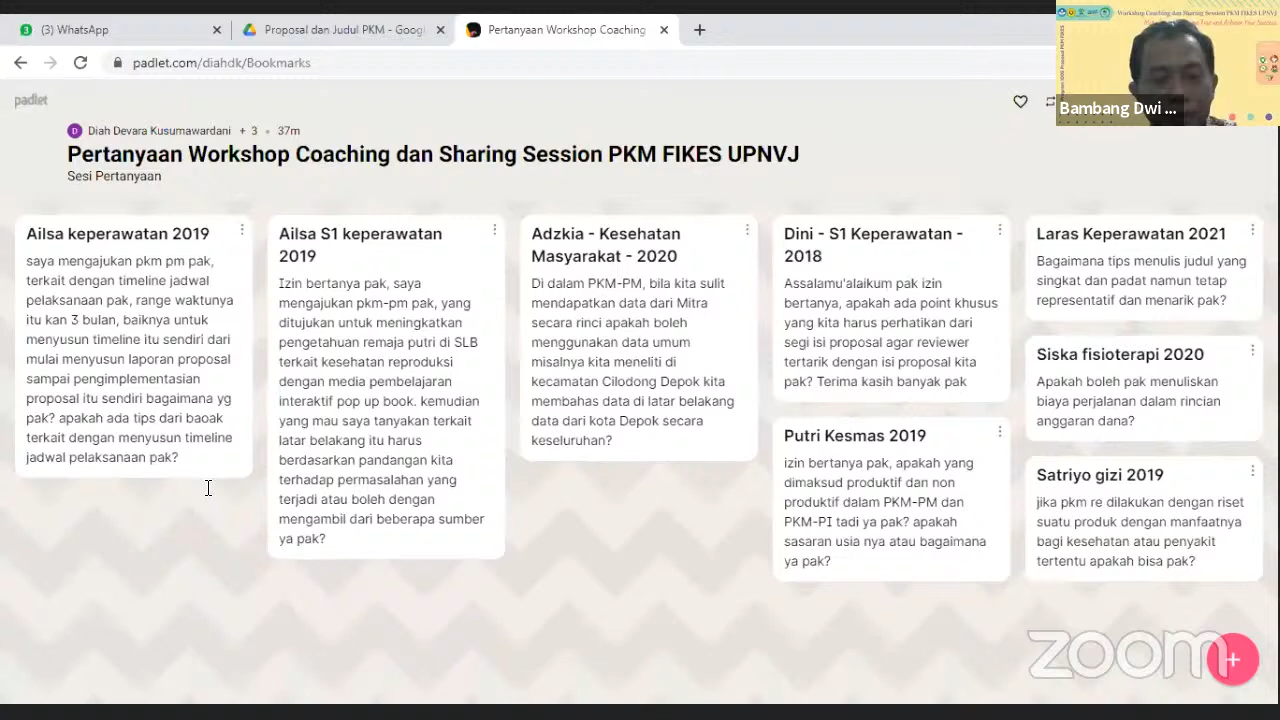 (3) WhatsApp
Proposal dan Judul PKM - Googl
Pertanyaan Workshop Coaching
padlet.com/diahdk/Bookmarks
Workshop Coaching and Sharing Session PKM FIKES UPNVJ
Bambang Dwi ...
padlet
D Diah Devara Kusumawardani + 3 • 37m
Pertanyaan Workshop Coaching dan Sharing Session PKM FIKES UPNVJ
Sesi Pertanyaan
Ailsa keperawatan 2019
saya mengajukan pkm pm pak,
terkait dengan timeline jadwal
pelaksanaan pak, range waktunya
itu kan 3 bulan, baiknya untuk
menyusun timeline itu sendiri dari
mulai menyusun laporan proposal
sampai pengimplementasian
proposal itu sendiri bagaimana yg
pak? apakah ada tips dari baoak
terkait dengan menyusun timeline
jadwal pelaksanaan pak?
Ailsa S1 keperawatan
2019
Izin bertanya pak, saya
mengajukan pkm-pm pak, yang
ditujukan untuk meningkatkan
pengetahuan remaja putri di SLB
terkait kesehatan reproduksi
dengan media pembelajaran
interaktif pop up book. kemudian
yang mau saya tanyakan terkait
latar belakang itu harus
berdasarkan pandangan kita
terhadap permasalahan yang
terjadi atau boleh dengan
mengambil dari beberapa sumber
ya pak?
Adzkia - Kesehatan
Masyarakat - 2020
Di dalam PKM-PM, bila kita sulit
mendapatkan data dari Mitra
secara rinci apakah boleh
menggunakan data umum
misalnya kita meneliti di
kecamatan Cilodong Depok kita
membahas data di latar belakang
data dari kota Depok secara
keseluruhan?
Dini - S1 Keperawatan -
2018
Assalamu'alaikum pak izin
bertanya, apakah ada point khusus
yang kita harus perhatikan dari
segi isi proposal agar reviewer
tertarik dengan isi proposal kita
pak? Terima kasih banyak pak
Putri Kesmas 2019
izin bertanya pak, apakah yang
dimaksud produktif dan non
produktif dalam PKM-PM dan
PKM-PI tadi ya pak? apakah
sasaran usia nya atau bagaimana
ya pak?
Laras Keperawatan 2021
Bagaimana tips menulis judul yang
singkat dan padat namun tetap
representatif dan menarik pak?
Siska fisioterapi 2020
Apakah boleh pak menuliskan
biaya perjalanan dalam rincian
anggaran dana?
Satriyo gizi 2019
jika pkm re dilakukan dengan riset
suatu produk dengan manfaatnya
bagi kesehatan atau penyakit
tertentu apakah bisa pak?
zoom